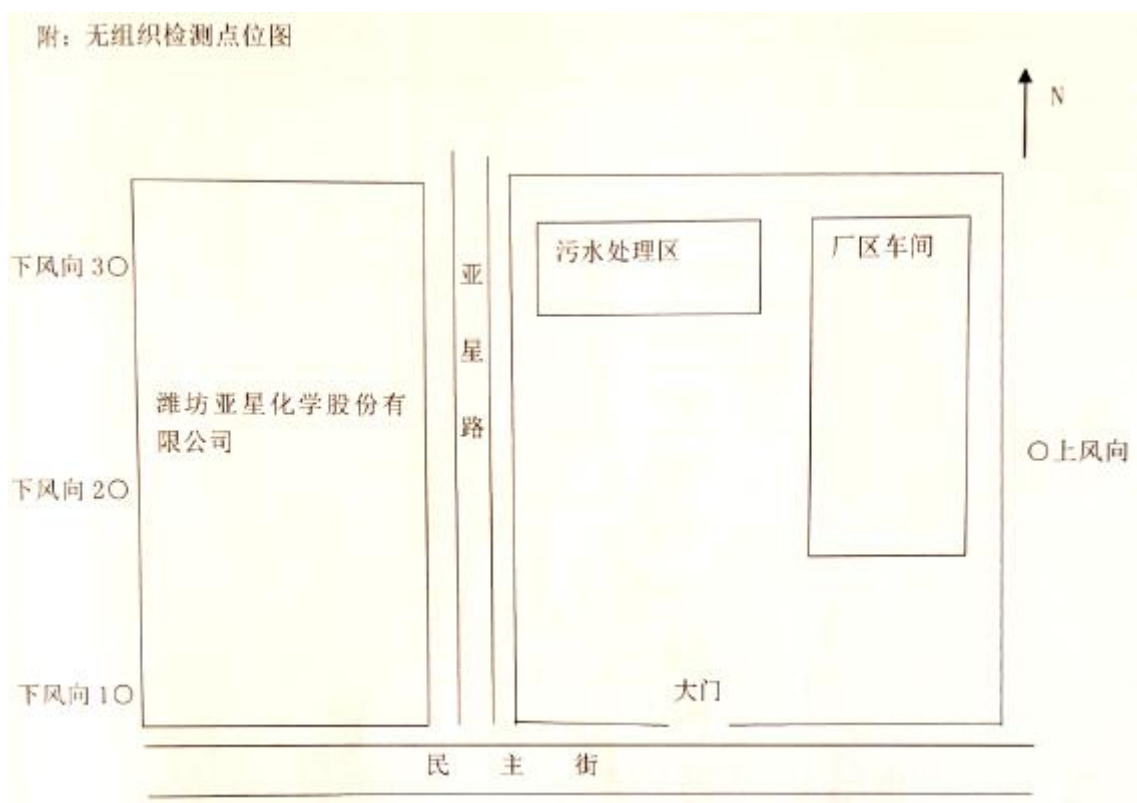 附：无组织检测点位图
N
污水处理区
厂区车间
下风向 3○
亚
星
路
潍坊亚星化学股份有
限公司
○上风向
下风向 2○
下风向 1○
大门
民 主 街